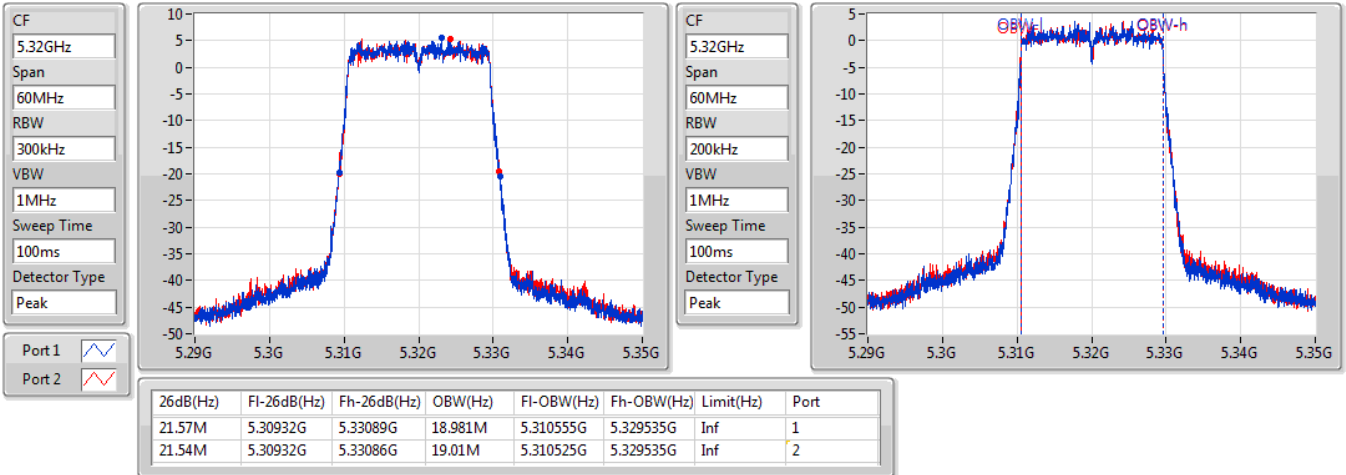 CF
5.32GHz
Span
60MHz
RBW
300kHz
VBW
1MHz
Sweep Time
100ms
Detector Type
Peak
Port 1
Port 2
10
5
0
-5
-10
-15
-20
-25
-30
-35
-40
-45
-50
5.29G 5.3G 5.31G 5.32G 5.33G 5.34G 5.35G
CF
5.32GHz
Span
60MHz
RBW
200kHz
VBW
1MHz
Sweep Time
100ms
Detector Type
Peak
OBW-l OBW-h
5
0
-5
-10
-15
-20
-25
-30
-35
-40
-45
-50
-55
5.29G 5.3G 5.31G 5.32G 5.33G 5.34G 5.35G
26dB(Hz) Fl-26dB(Hz) Fh-26dB(Hz) OBW(Hz) Fl-OBW(Hz) Fh-OBW(Hz) Limit(Hz) Port
21.57M 5.30932G 5.33089G 18.981M 5.310555G 5.329535G Inf 1
21.54M 5.30932G 5.33086G 19.01M 5.310525G 5.329535G Inf 2